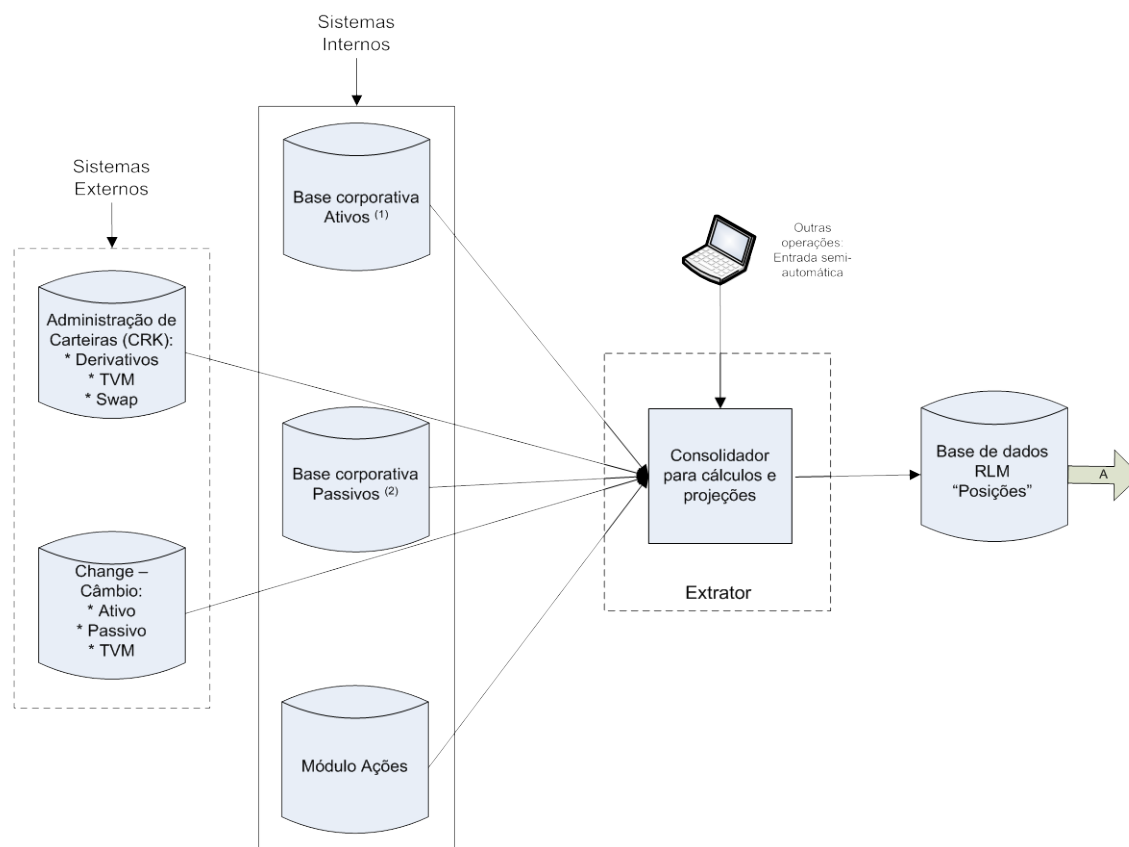 Sistemas
Internos
Sistemas
Externos
Base corporativa
Ativos (1)
Outras
operações:
Entrada semi-
automática
Administração de
Carteiras (CRK):
* Derivativos
* TVM
* Swap
Base corporativa
Passivos (2)
Consolidador
para cálculos e
projeções
Extrator
Base de dados
RLM
“Posições”
A
Change –
Câmbio:
* Ativo
* Passivo
* TVM
Módulo Ações